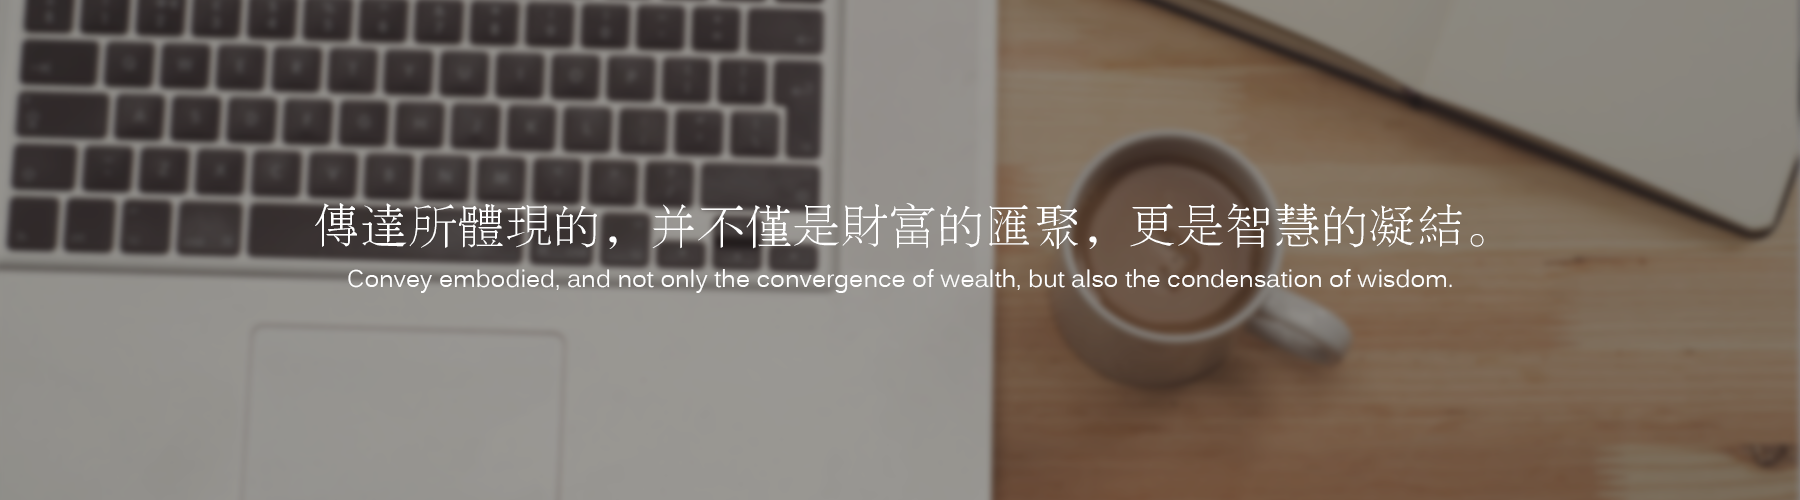 傳達所體現的，并不僅是財富的匯聚，更是智慧的凝結。
Convey embodied, and not only the convergence of wealth, but also the condensation of wisdom.